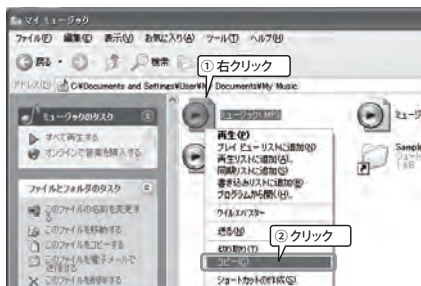 マイ ミュージック
ファイル(F) 編集(E) 表示(V) お気に入り(A) ツール(T) ヘルプ(H)
戻る 検索
① 右クリック
アドレス(D) C:¥Documents and Settings¥User¥My Documents¥My Music
ミュージックのタスク
すべて再生する
オンラインで音楽を購入する
ファイルとフォルダのタスク
このファイルの名前を変更する
このファイルを移動する
このファイルをコピーする
このファイルを電子メールで送信する
このファイルを削除する
ミュージック1.MP3
再生(P)
プレイ ビュー リストに追加(Q)
再生リストに追加(A)...
同期リストに追加(S)
書き込みリストに追加(B)
プログラムから開く(H)...
ウイルスバスター
送る(N)
② クリック
切り取り(T)
コピー(C)
ショートカットの作成(S)
ミュージ
Sample
ショート
1 KB